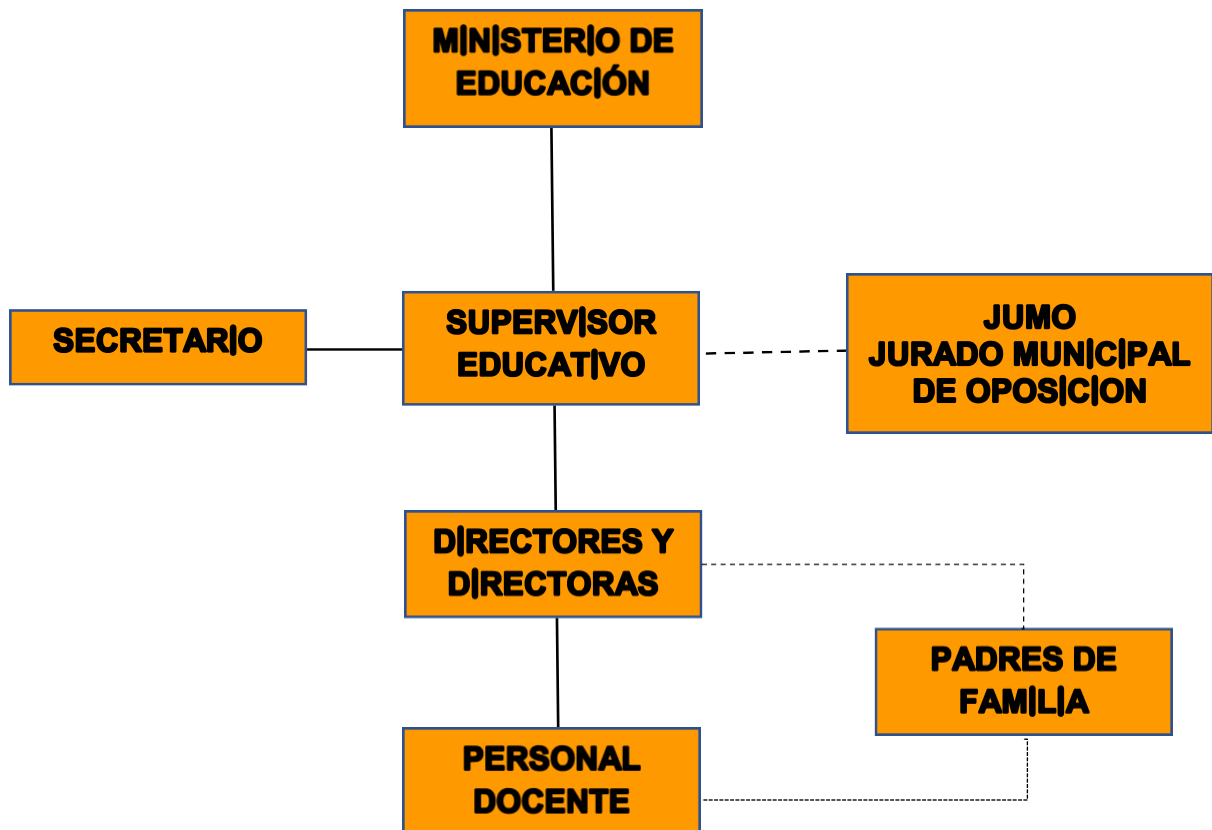 MINISTERIO DE
EDUCACIÓN
SECRETARIO
SUPERVISOR
EDUCATIVO
JUMO
JURADO MUNICIPAL
DE OPOSICION
DIRECTORES Y
DIRECTORAS
PADRES DE
FAMILIA
PERSONAL
DOCENTE